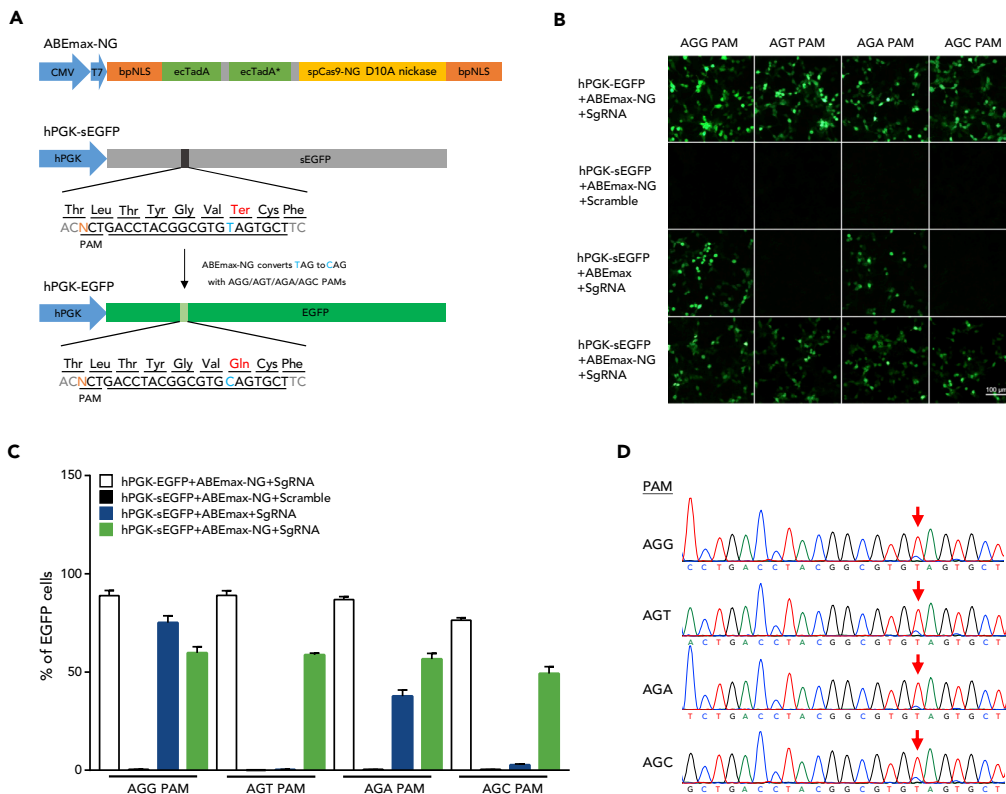 A
ABEmax-NG
CMV T7 bpNLS ecTadA ecTadA* spCas9-NG D10A nickase bpNLS
hPGK-sEGFP
hPGK sEGFP
Thr Leu Thr Tyr Gly Val Ter Cys Phe
ACNCTGACCTACGGCGTGTAGTGCTTC
PAM
ABEmax-NG converts TAG to CAG
with AGG/AGT/AGA/AGC PAMs
hPGK-EGFP
hPGK EGFP
Thr Leu Thr Tyr Gly Val Gln Cys Phe
ACNCTGACCTACGGCGTGCAGTGCTTC
PAM
B
AGG PAM AGT PAM AGA PAM AGC PAM
hPGK-EGFP
+ABEmax-NG
+SgRNA
hPGK-sEGFP
+ABEmax-NG
+Scramble
hPGK-sEGFP
+ABEmax
+SgRNA
hPGK-sEGFP
+ABEmax-NG
+SgRNA
100 μm
C
% of EGFP cells
150
100
50
0
hPGK-EGFP+ABEmax-NG+SgRNA
hPGK-sEGFP+ABEmax-NG+Scramble
hPGK-sEGFP+ABEmax+SgRNA
hPGK-sEGFP+ABEmax-NG+SgRNA
AGG PAM AGT PAM AGA PAM AGC PAM
D
PAM
AGG
C C T G A C C T A C G G C G T G T A G T G C T
AGT
A C T G A C C T A C G G C G T G T A G T G C T
AGA
T C T G A C C T A C G G C G T G T A G T G C T
AGC
G C T G A C C T A C G G C G T G T A G T G C T